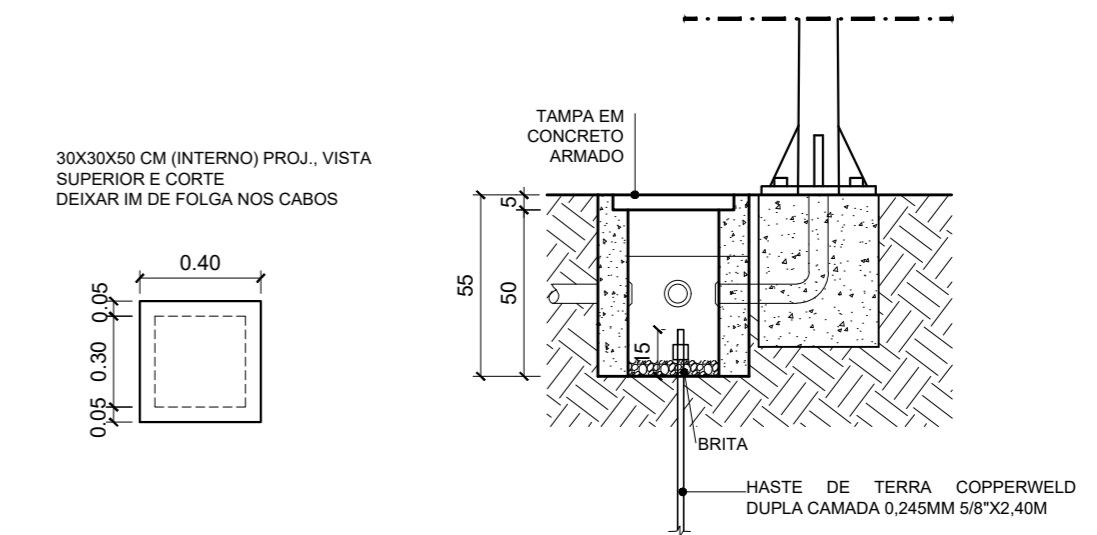 TAMPA EM
CONCRETO
ARMADO
30X30X50 CM (INTERNO) PROJ., VISTA
SUPERIOR E CORTE
DEIXAR IM DE FOLGA NOS CABOS
0.40
0.05
0.30
0.05
55
5
50
15
BRITA
HASTE DE TERRA COPPERWELD
DUPLA CAMADA 0,245MM 5/8"X2,40M